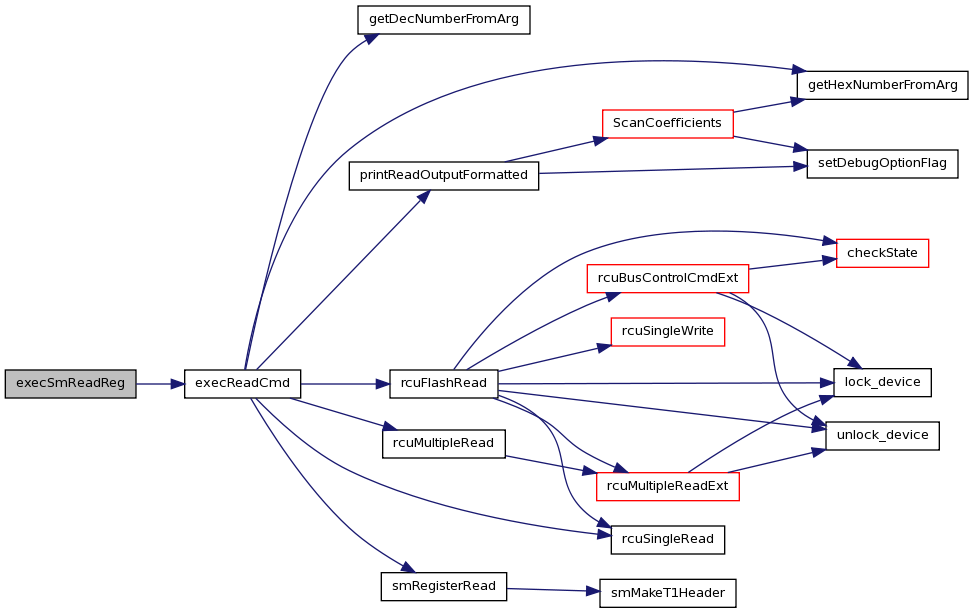 getDecNumberFromArg
getHexNumberFromArg
ScanCoefficients
setDebugOptionFlag
printReadOutputFormatted
checkState
rcuBusControlCmdExt
rcuSingleWrite
execSmReadReg
execReadCmd
rcuFlashRead
lock_device
unlock_device
rcuMultipleRead
rcuMultipleReadExt
rcuSingleRead
smRegisterRead
smMakeT1Header